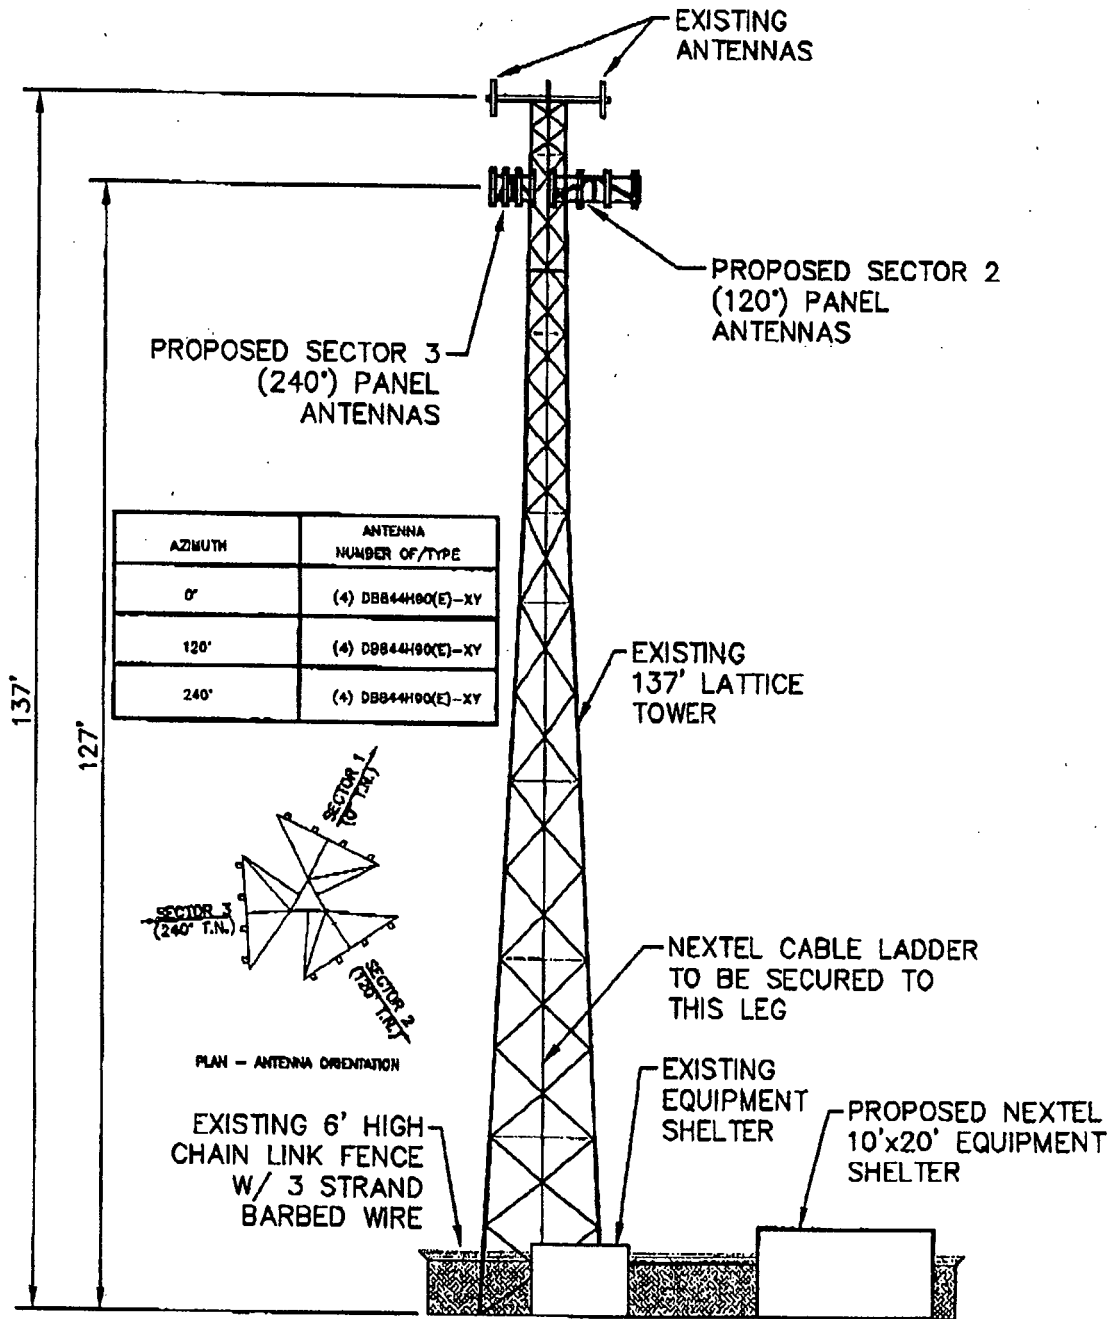 EXISTING
ANTENNAS
PROPOSED SECTOR 2
(120°) PANEL
ANTENNAS
PROPOSED SECTOR 3
(240°) PANEL
ANTENNAS
AZIMUTH
ANTENNA
NUMBER OF/TYPE
0°
(4) DB844H90(E)-XY
120°
(4) DB844H90(E)-XY
240°
(4) DB844H90(E)-XY
137'
127'
EXISTING
137' LATTICE
TOWER
SECTOR 1
(0° T.N.)
SECTOR 3
(240° T.N.)
SECTOR 2
(120° T.N.)
PLAN - ANTENNA ORIENTATION
NEXTEL CABLE LADDER
TO BE SECURED TO
THIS LEG
EXISTING
EQUIPMENT
SHELTER
PROPOSED NEXTEL
10'x20' EQUIPMENT
SHELTER
EXISTING 6' HIGH
CHAIN LINK FENCE
W/ 3 STRAND
BARBED WIRE